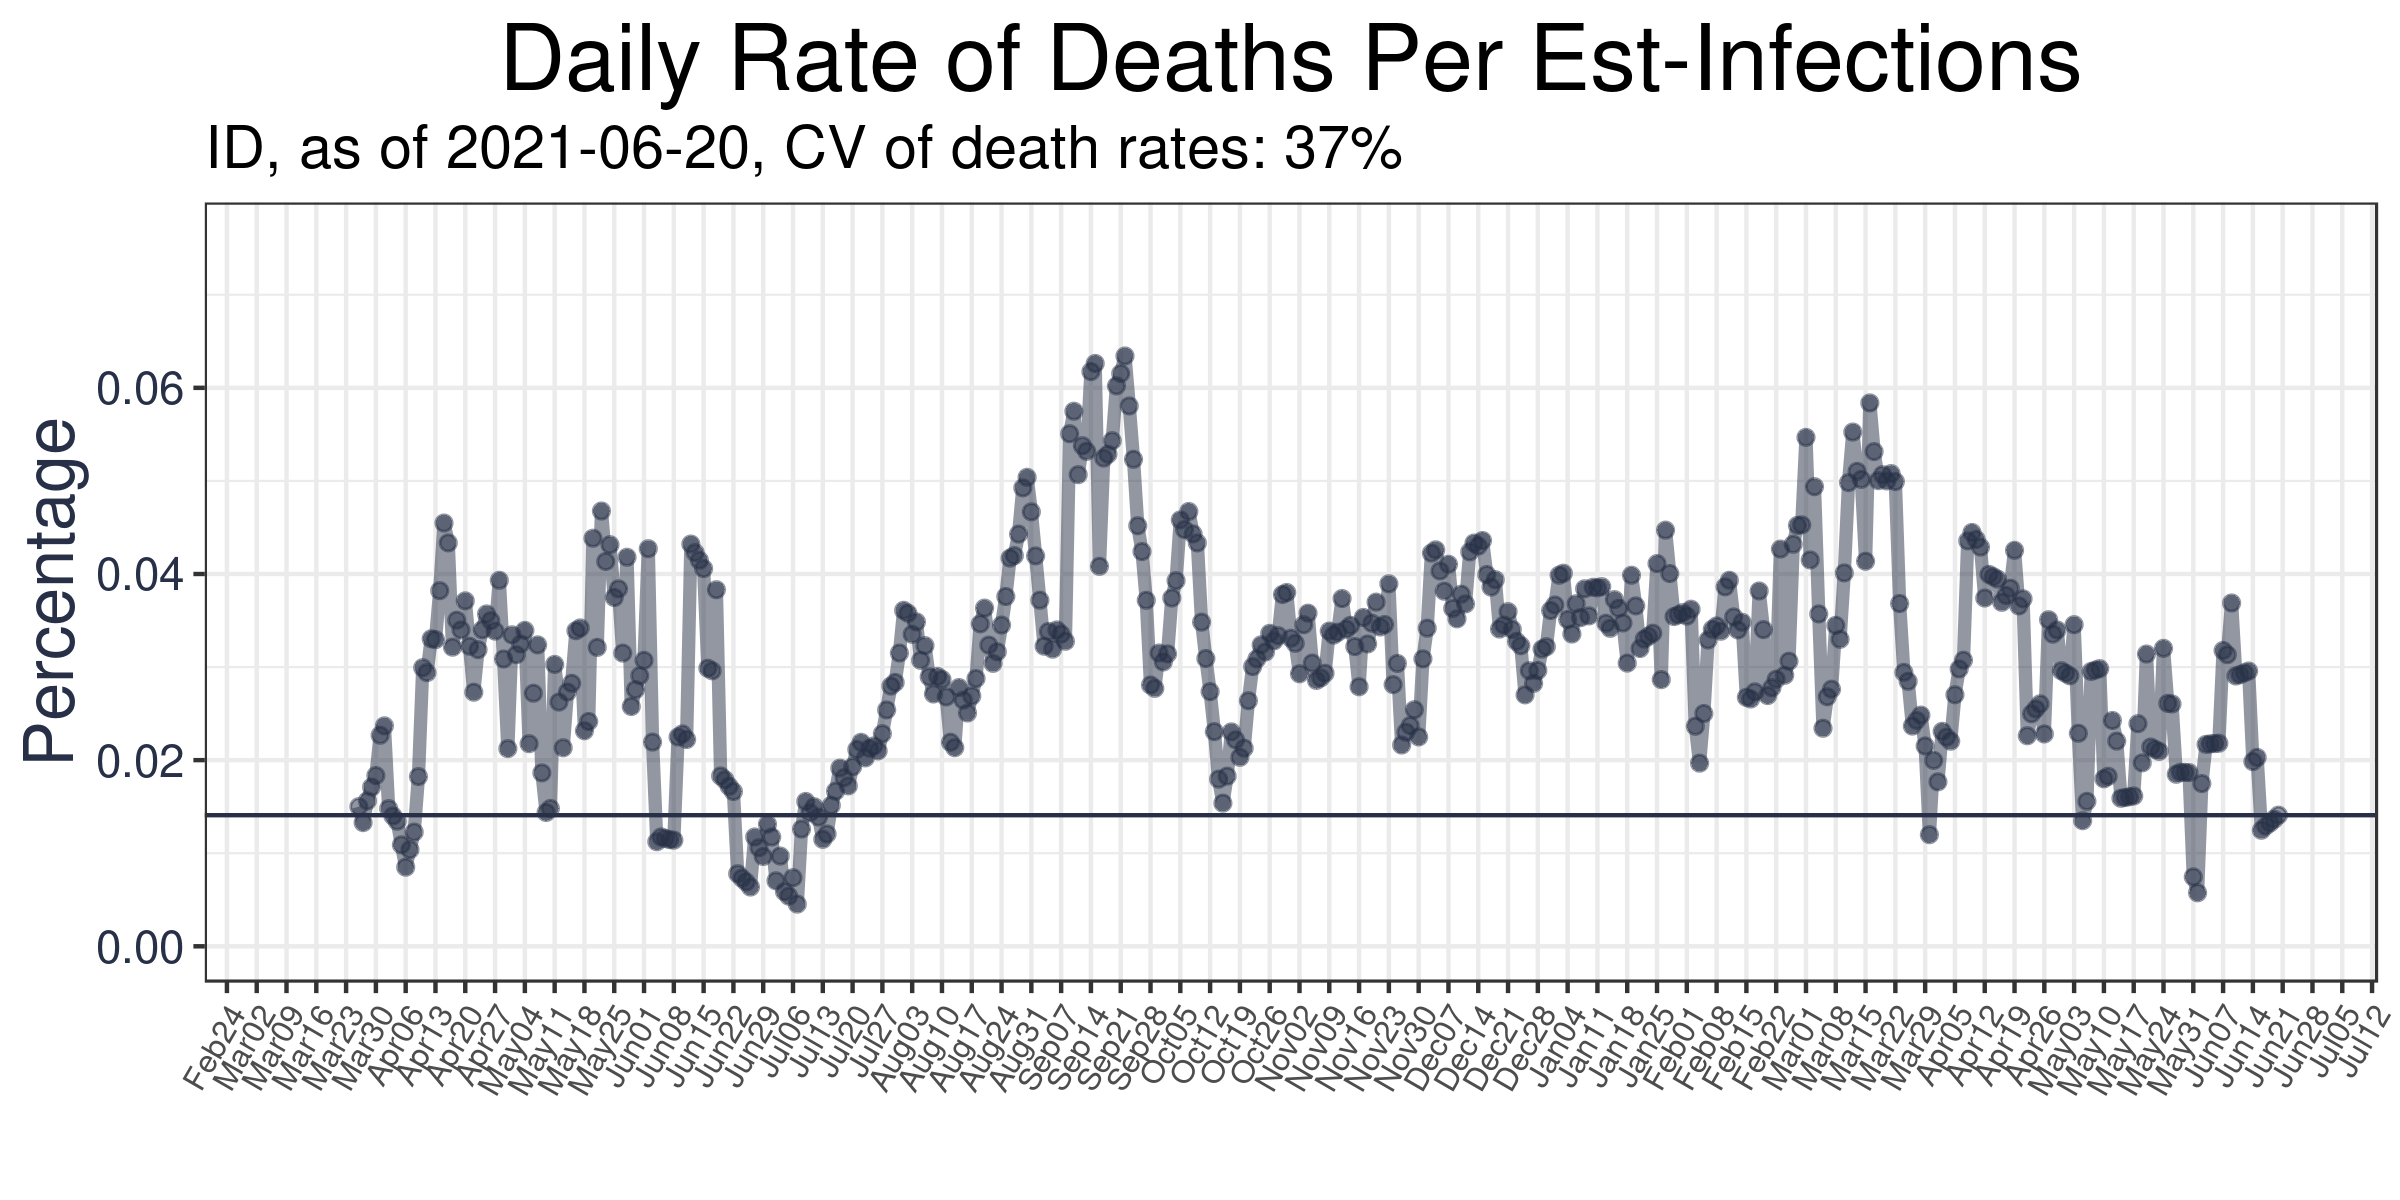 Daily Rate of Deaths Per Est-Infections
ID, as of 2021-06-20, CV of death rates: 37%
Percentage
0.06
0.04
0.02
0.00
Feb24
Mar02
Mar09
Mar16
Mar23
Mar30
Apr06
Apr13
Apr20
Apr27
May04
May11
May18
May25
Jun01
Jun08
Jun15
Jun22
Jun29
Jul06
Jul13
Jul20
Jul27
Aug03
Aug10
Aug17
Aug24
Aug31
Sep07
Sep14
Sep21
Sep28
Oct05
Oct12
Oct19
Oct26
Nov02
Nov09
Nov16
Nov23
Nov30
Dec07
Dec14
Dec21
Dec28
Jan04
Jan11
Jan18
Jan25
Feb01
Feb08
Feb15
Feb22
Mar01
Mar08
Mar15
Mar22
Mar29
Apr05
Apr12
Apr19
Apr26
May03
May10
May17
May24
May31
Jun07
Jun14
Jun21
Jun28
Jul05
Jul12